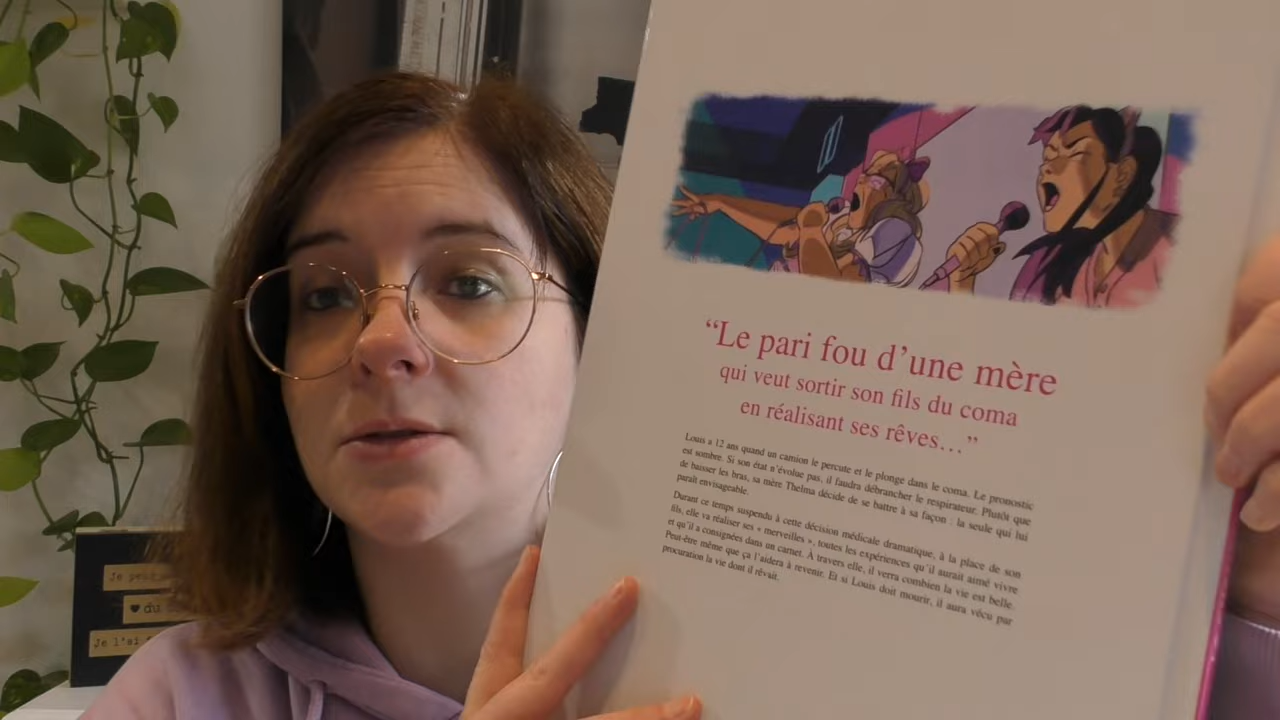 “Le pari fou d’une mère
qui veut sortir son fils du coma
en réalisant ses rêves…”
Louis a 12 ans quand un camion le percute et le plonge dans le coma. Le pronostic
est sombre. Si son état n’évolue pas, il faudra débrancher le respirateur. Plutôt que
de baisser les bras, sa mère Thelma décide de se battre à sa façon : la seule qui lui
paraît envisageable.
Durant ce temps suspendu à cette décision médicale dramatique, à la place de son
fils, elle va réaliser ses « merveilles », toutes les expériences qu’il aurait aimé vivre
et qu’il a consignées dans un carnet. À travers elle, il verra combien la vie est belle.
Peut-être même que ça l’aidera à revenir. Et si Louis doit mourir, il aura vécu par
procuration la vie dont il rêvait.
Je peu
♥ du
Je l'ai